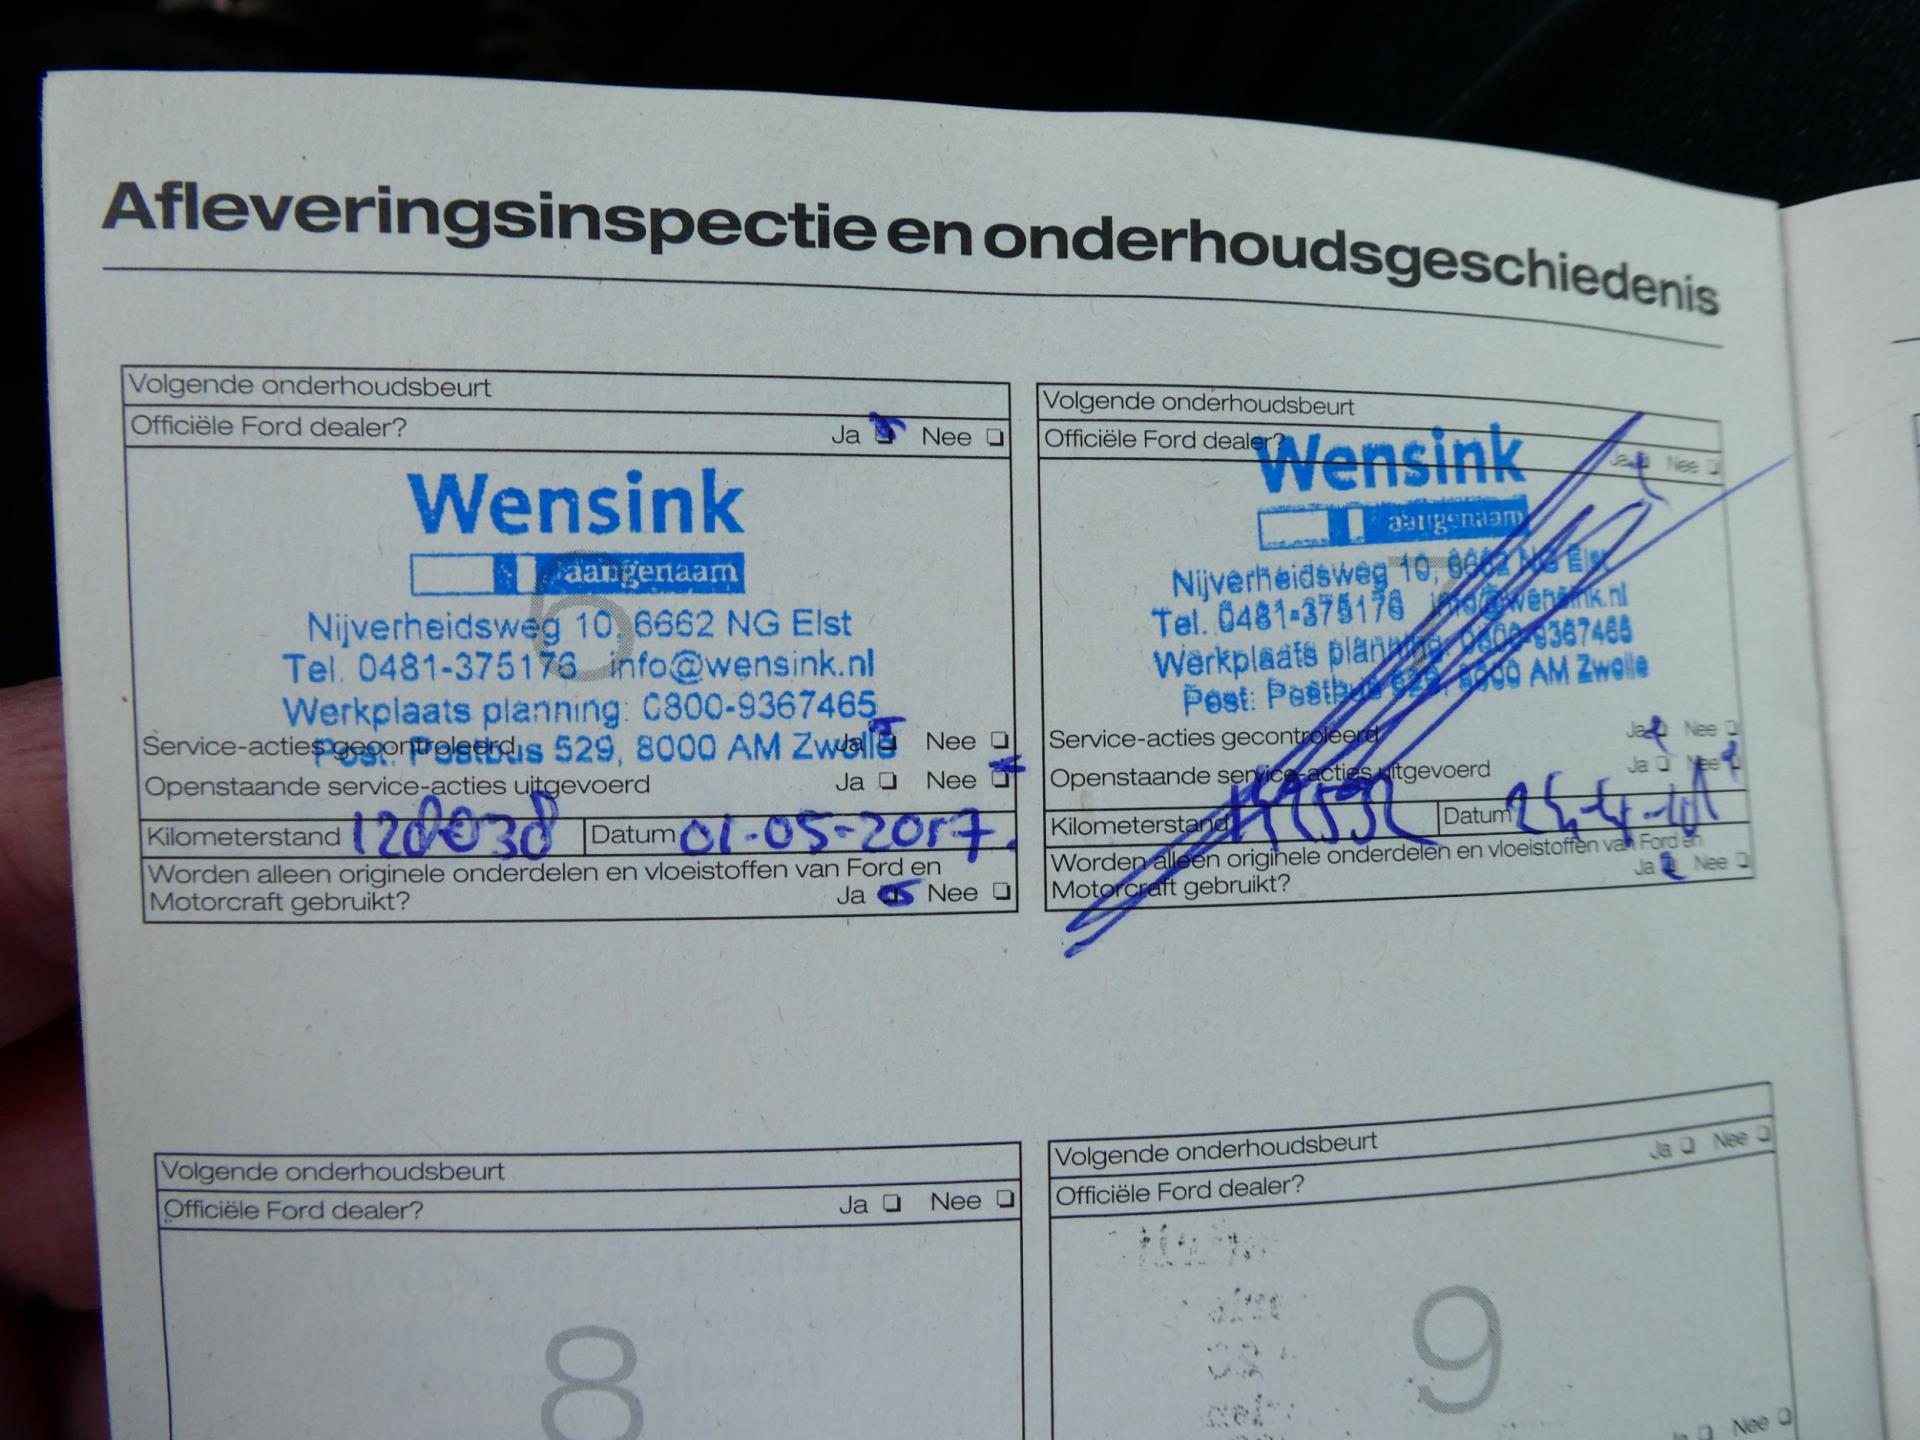 Afleveringsinspectie en onderhoudsgeschiedenis
Volgende onderhoudsbeurt
Officiële Ford dealer? Ja Nee
6
Wensink
aangenaam
Nijverheidsweg 10, 6662 NG Elst
Tel. 0481-375176 info@wensink.nl
Werkplaats planning: 0800-9367465
Post: Postbus 529, 8000 AM Zwolle
Service-acties gecontroleerd Ja Nee
Openstaande service-acties uitgevoerd Ja Nee
Kilometerstand 120038 Datum 01-05-2017.
Worden alleen originele onderdelen en vloeistoffen van Ford en
Motorcraft gebruikt? Ja Nee
Volgende onderhoudsbeurt
Officiële Ford dealer? Ja Nee
7
Wensink
aangenaam
Nijverheidsweg 10, 6662 NG Elst
Tel. 0481-375176 info@wensink.nl
Werkplaats planning: 0800-9367465
Post: Postbus 529, 8000 AM Zwolle
Service-acties gecontroleerd Ja Nee
Openstaande service-acties uitgevoerd Ja Nee
Kilometerstand Datum
Worden alleen originele onderdelen en vloeistoffen van Ford en
Motorcraft gebruikt? Ja Nee
Volgende onderhoudsbeurt
Officiële Ford dealer? Ja Nee
8
Volgende onderhoudsbeurt
Officiële Ford dealer? Ja Nee
9
Ja Nee